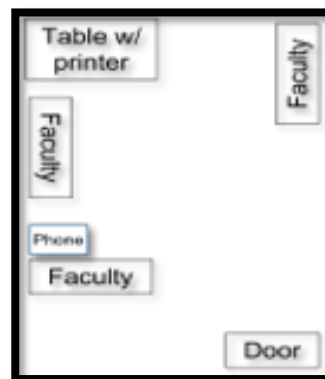 Table w/
printer
Faculty
Faculty
Phone
Faculty
Door